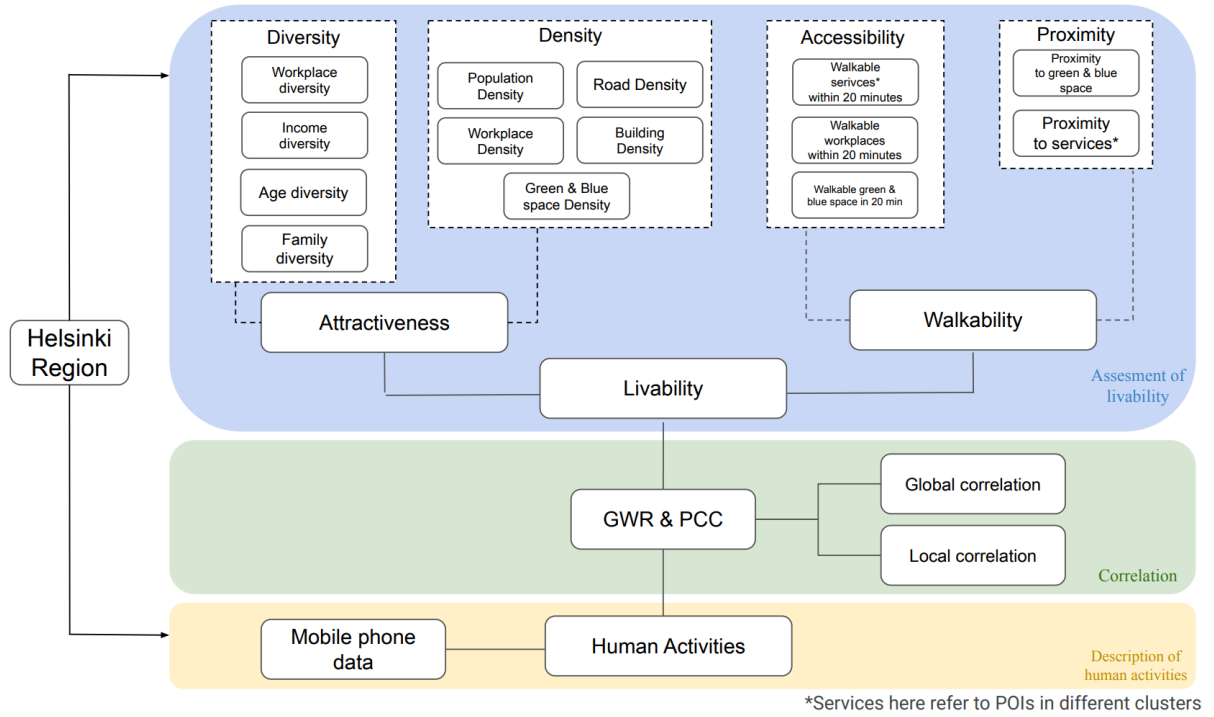 Diversity
Workplace
diversity
Income
diversity
Age diversity
Family
diversity
Density
Population
Density
Road Density
Workplace
Density
Building
Density
Green & Blue
space Density
Accessibility
Walkable
serivces*
within 20 minutes
Walkable
workplaces
within 20 minutes
Walkable green &
blue space in 20 min
Proximity
Proximity
to green & blue
space
Proximity
to services*
Attractiveness
Walkability
Helsinki
Region
Livability
Assesment of
livability
GWR & PCC
Global correlation
Local correlation
Correlation
Mobile phone
data
Human Activities
Description of
human activities
*Services here refer to POIs in different clusters